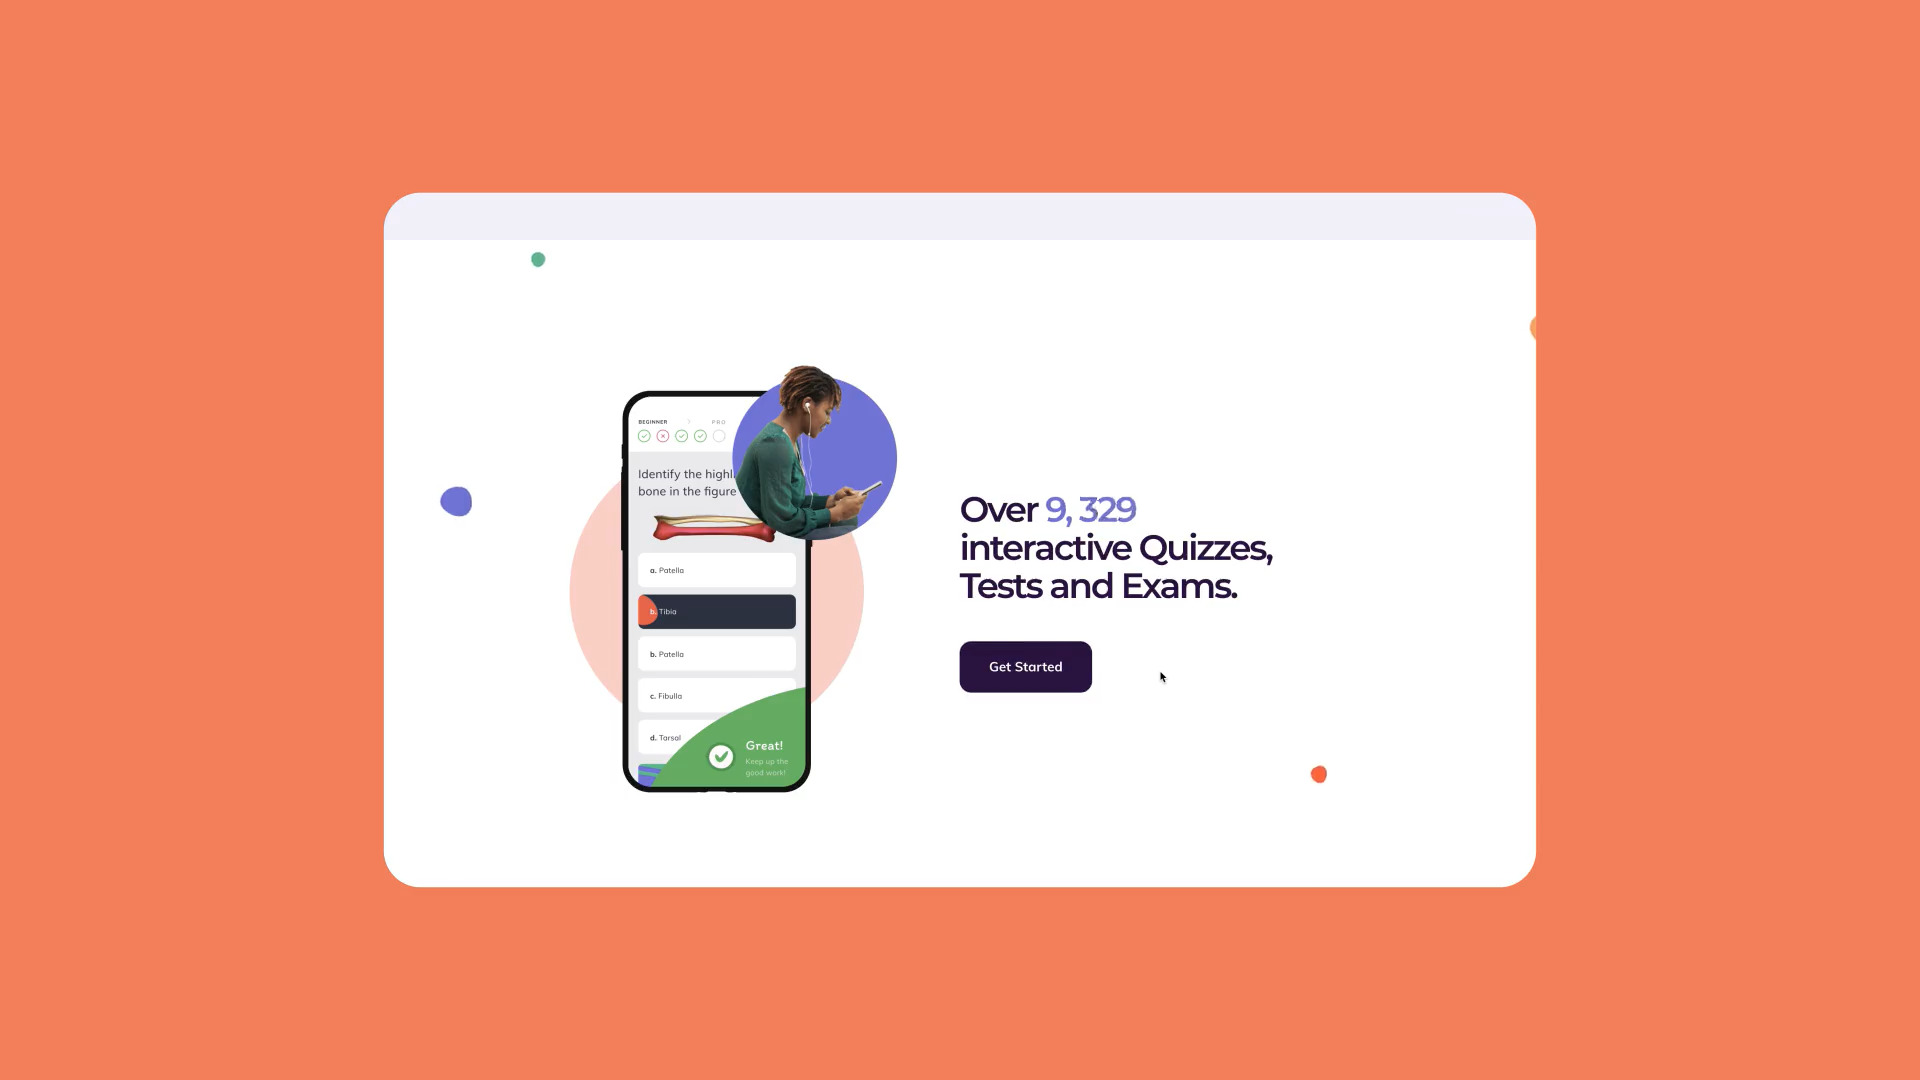 BEGINNER
PRO
Identify the highl
bone in the figure
a. Patella
b. Tibia
b. Patella
c. Fibulla
d. Tarsal
Great!
Keep up the
good work!
Over 9, 329
interactive Quizzes,
Tests and Exams.
Get Started